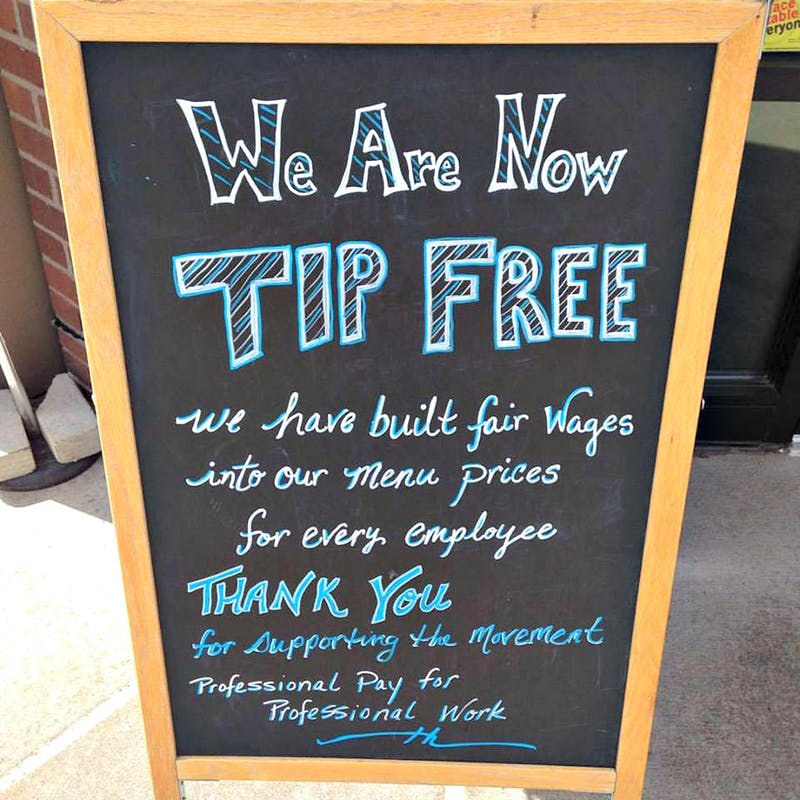 We Are Now
TIP FREE
we have built fair Wages
into our menu prices
for every employee
THANK YOU
for supporting the Movement
Professional Pay for
Professional Work